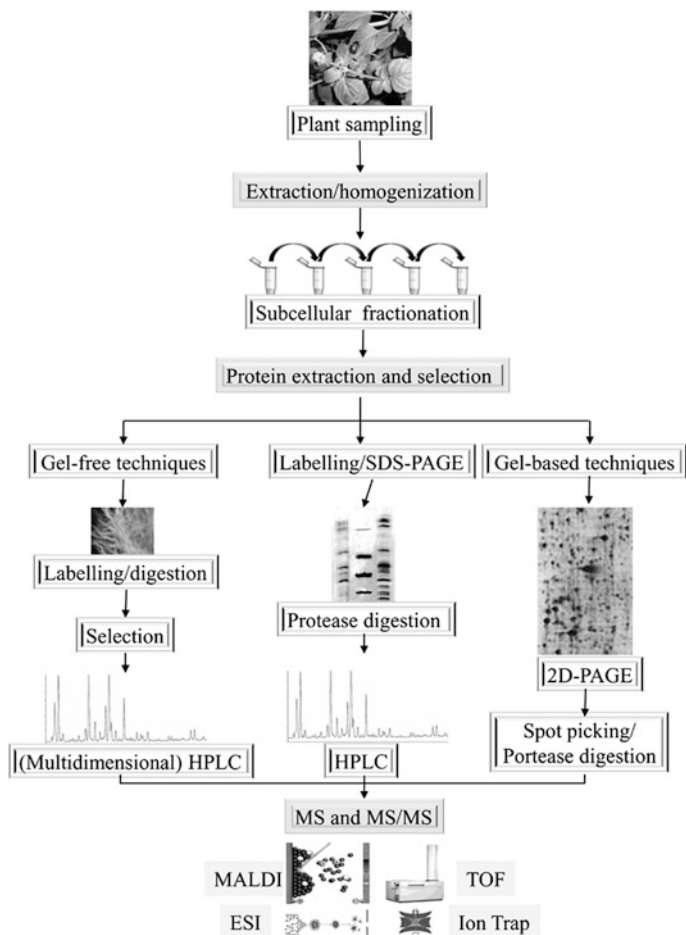 Plant sampling
Extraction/homogenization
Subcellular fractionation
Protein extraction and selection
Gel-free techniques
Labelling/SDS-PAGE
Gel-based techniques
Labelling/digestion
Protease digestion
Selection
2D-PAGE
(Multidimensional) HPLC
HPLC
Spot picking/
Portease digestion
MS and MS/MS
MALDI
TOF
ESI
Ion Trap